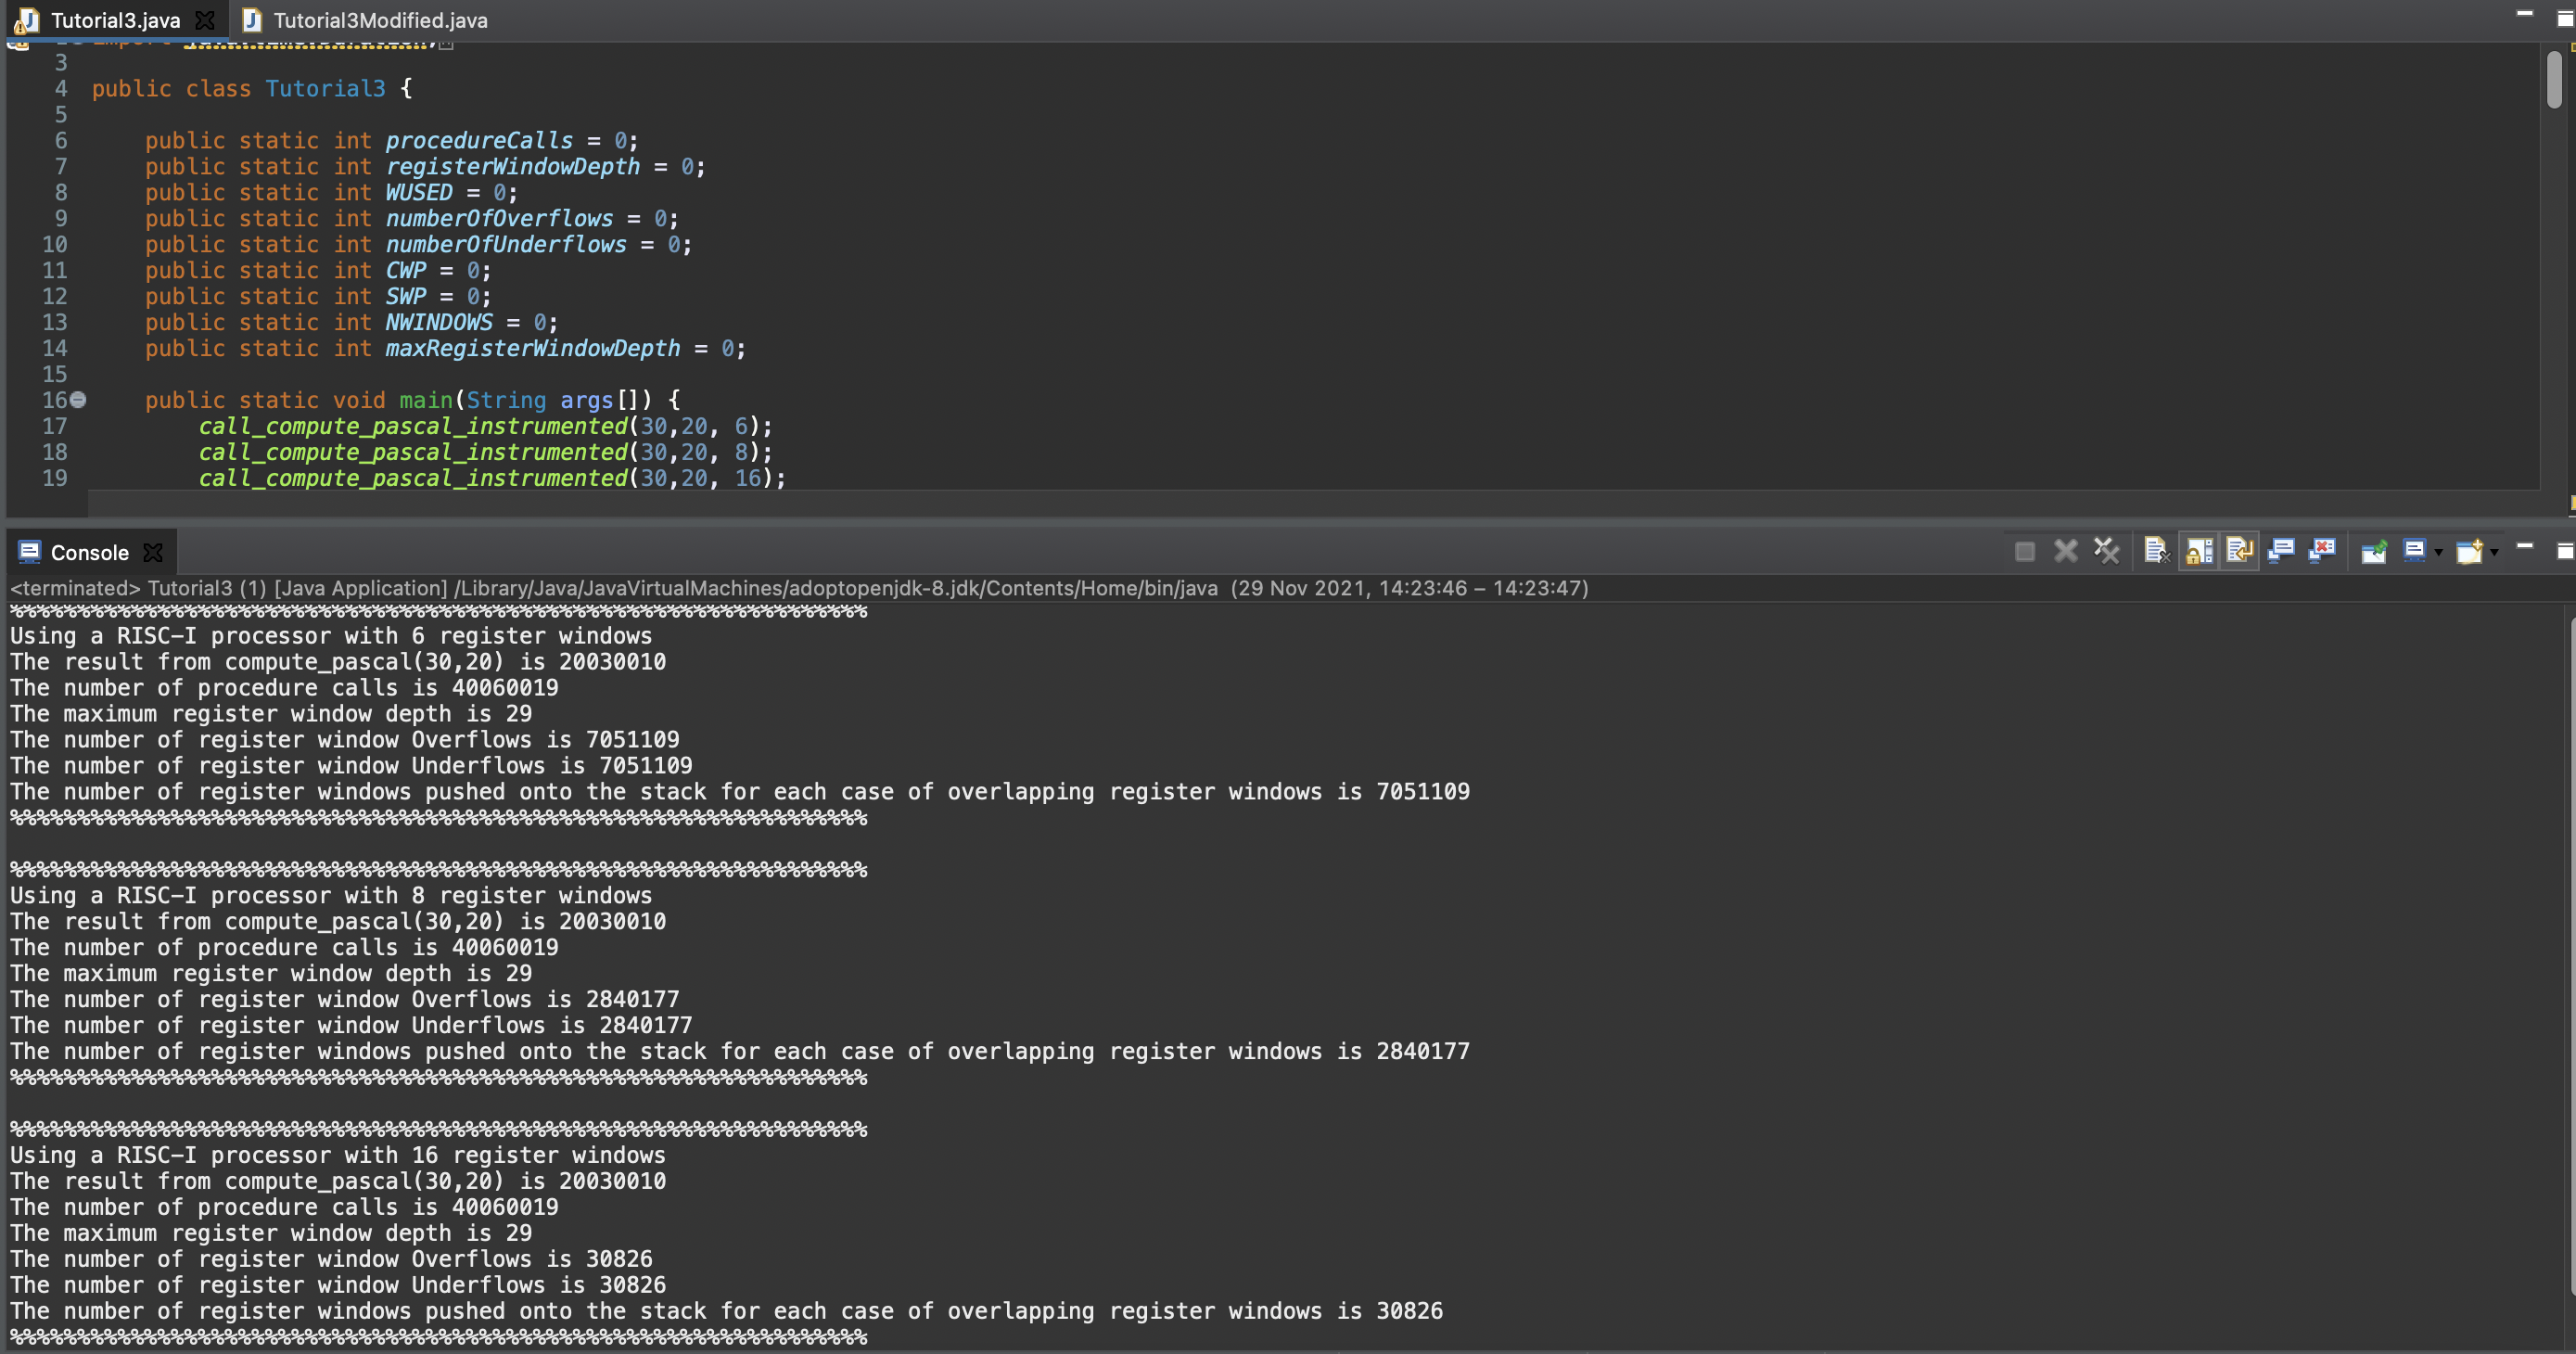 Tutorial3.java Tutorial3Modified.java
3
4 public class Tutorial3 {
5
6 public static int procedureCalls = 0;
7 public static int registerWindowDepth = 0;
8 public static int WUSED = 0;
9 public static int numberOfOverflows = 0;
10 public static int numberOfUnderflows = 0;
11 public static int CWP = 0;
12 public static int SWP = 0;
13 public static int NWINDOWS = 0;
14 public static int maxRegisterWindowDepth = 0;
15
16 public static void main(String args[]) {
17 call_compute_pascal_instrumented(30,20, 6);
18 call_compute_pascal_instrumented(30,20, 8);
19 call_compute_pascal_instrumented(30,20, 16);
Console
<terminated> Tutorial3 (1) [Java Application] /Library/Java/JavaVirtualMachines/adoptopenjdk-8.jdk/Contents/Home/bin/java (29 Nov 2021, 14:23:46 – 14:23:47)
%%%%%%%%%%%%%%%%%%%%%%%%%%%%%%%%%%%%%%%%%%%%%%%%%%%%%%%%%%%%%%%%
Using a RISC-I processor with 6 register windows
The result from compute_pascal(30,20) is 20030010
The number of procedure calls is 40060019
The maximum register window depth is 29
The number of register window Overflows is 7051109
The number of register window Underflows is 7051109
The number of register windows pushed onto the stack for each case of overlapping register windows is 7051109
%%%%%%%%%%%%%%%%%%%%%%%%%%%%%%%%%%%%%%%%%%%%%%%%%%%%%%%%%%%%%%%%
%%%%%%%%%%%%%%%%%%%%%%%%%%%%%%%%%%%%%%%%%%%%%%%%%%%%%%%%%%%%%%%%
Using a RISC-I processor with 8 register windows
The result from compute_pascal(30,20) is 20030010
The number of procedure calls is 40060019
The maximum register window depth is 29
The number of register window Overflows is 2840177
The number of register window Underflows is 2840177
The number of register windows pushed onto the stack for each case of overlapping register windows is 2840177
%%%%%%%%%%%%%%%%%%%%%%%%%%%%%%%%%%%%%%%%%%%%%%%%%%%%%%%%%%%%%%%%
%%%%%%%%%%%%%%%%%%%%%%%%%%%%%%%%%%%%%%%%%%%%%%%%%%%%%%%%%%%%%%%%
Using a RISC-I processor with 16 register windows
The result from compute_pascal(30,20) is 20030010
The number of procedure calls is 40060019
The maximum register window depth is 29
The number of register window Overflows is 30826
The number of register window Underflows is 30826
The number of register windows pushed onto the stack for each case of overlapping register windows is 30826
%%%%%%%%%%%%%%%%%%%%%%%%%%%%%%%%%%%%%%%%%%%%%%%%%%%%%%%%%%%%%%%%